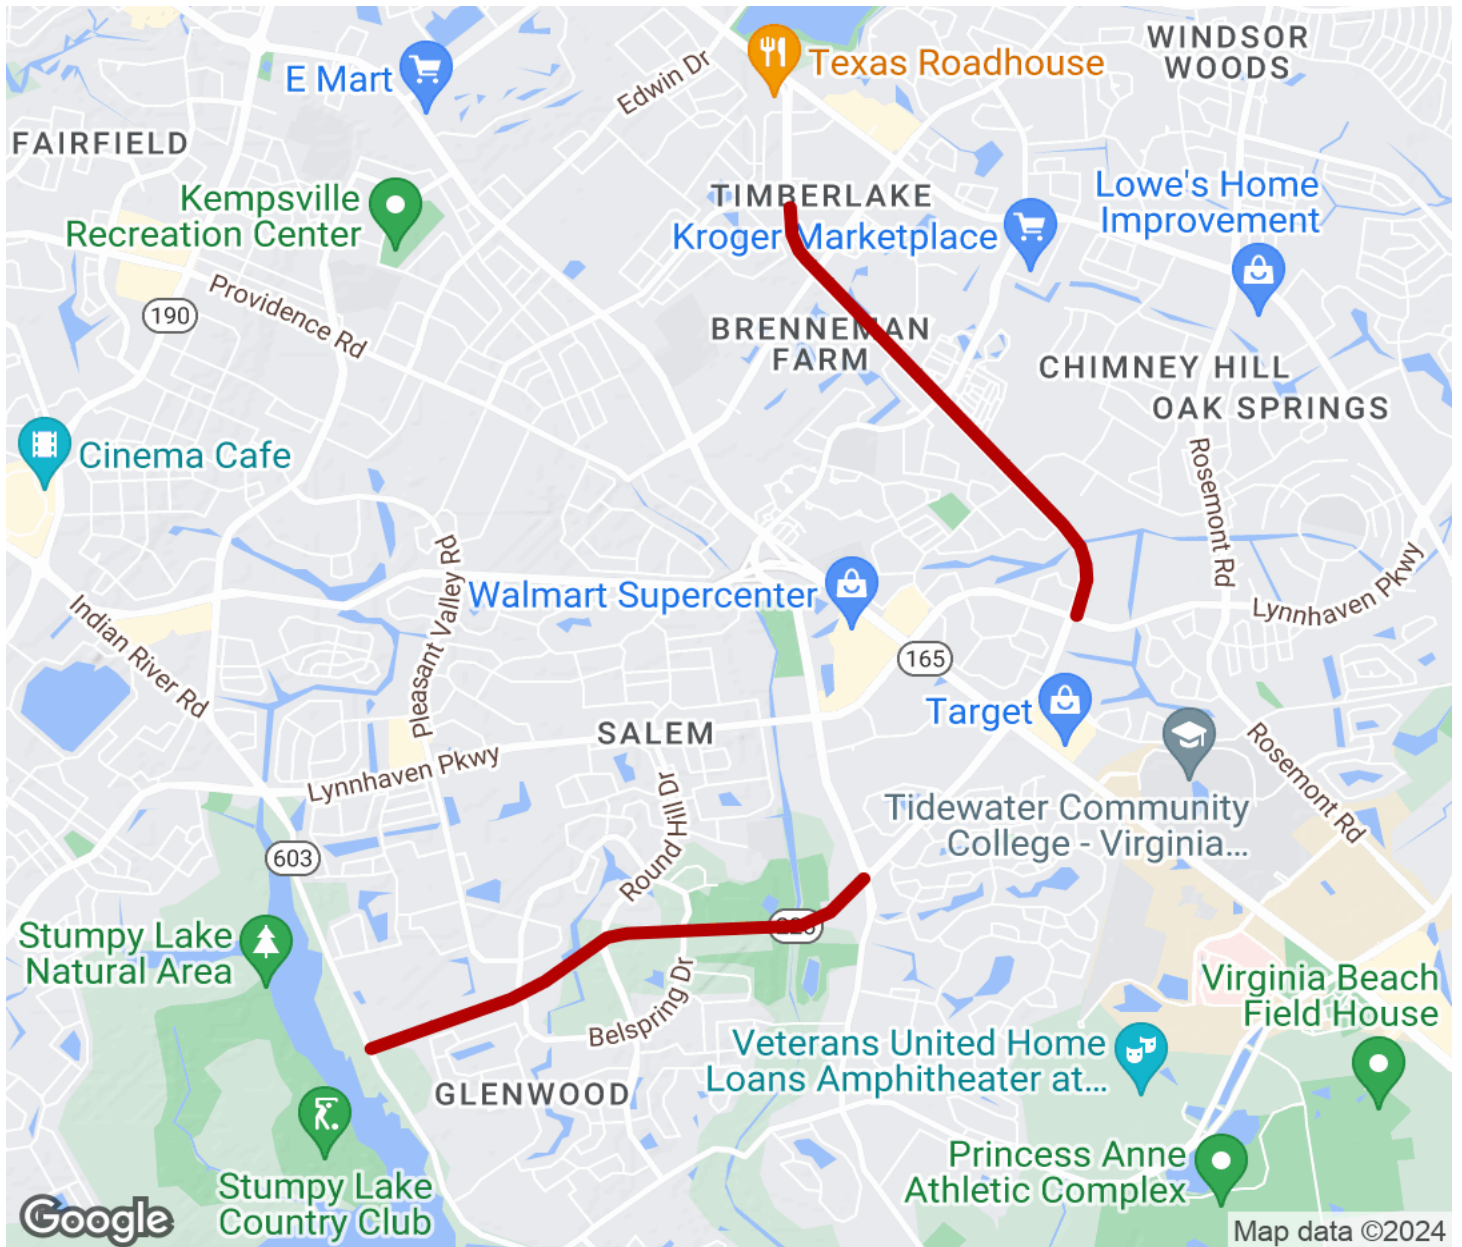 WINDSOR
WOODS
Texas Roadhouse
Edwin Dr
E Mart
FAIRFIELD
Kempsville
Recreation Center
TIMBERLAKE
Kroger Marketplace
Lowe's Home
Improvement
190
Providence Rd
BRENNEMAN
FARM
CHIMNEY HILL
OAK SPRINGS
Cinema Cafe
Rosemont Rd
Pleasant Valley Rd
Walmart Supercenter
Lynnhaven Pkwy
Indian River Rd
165
Target
SALEM
Lynnhaven Pkwy
Round Hill Dr
Rosemont Rd
Tidewater Community
College - Virginia...
603
Stumpy Lake
Natural Area
Belspring Dr
Virginia Beach
Field House
Veterans United Home
Loans Amphitheater at...
GLENWOOD
Princess Anne
Athletic Complex
Stumpy Lake
Country Club
Google
Map data ©2024